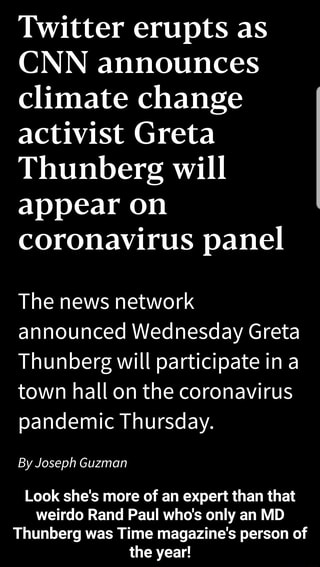 Twitter erupts as
CNN announces
climate change
activist Greta
Thunberg will
appear on
coronavirus panel
The news network
announced Wednesday Greta
Thunberg will participate in a
town hall on the coronavirus
pandemic Thursday.
By Joseph Guzman
Look she's more of an expert than that
weirdo Rand Paul who's only an MD
Thunberg was Time magazine's person of
the year!